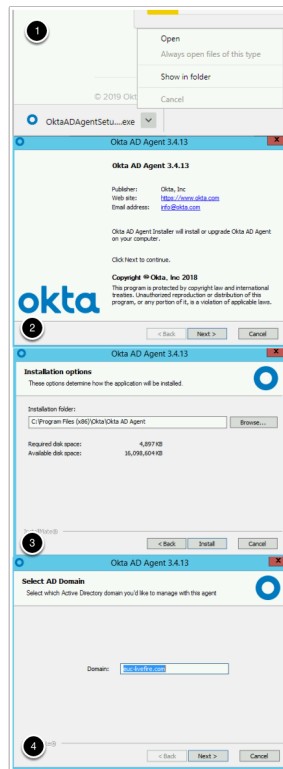 1
Open
Always open files of this type
Show in folder
© 2019 Okt
Cancel
OktaADAgentSetu....exe
Okta AD Agent 3.4.13
Okta AD Agent 3.4.13
Publisher: Okta, Inc
Web site: https://www.okta.com
Email address: info@okta.com
Okta AD Agent Installer will install or upgrade Okta AD Agent
on your computer.
Click Next to continue.
Copyright © Okta, Inc 2018
This program is protected by copyright law and international
treaties. Unauthorized reproduction or distribution of this
program, or any portion of it, is a violation of applicable laws.
okta
2
< Back Next > Cancel
Okta AD Agent 3.4.13
Installation options
These options determine how the application will be installed.
Installation folder:
C:\Program Files (x86)\Okta\Okta AD Agent Browse...
Required disk space: 4,897 KB
Available disk space: 16,098,604 KB
3
< Back Install Cancel
Okta AD Agent 3.4.13
Select AD Domain
Select which Active Directory domain you'd like to manage with this agent
Domain: euc-livefire.com
4
< Back Next > Cancel